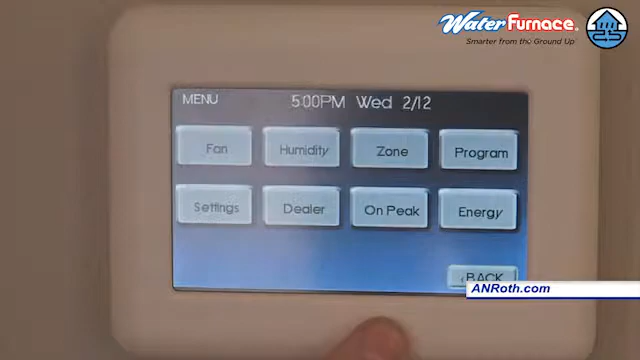 WaterFurnace
Smarter from the Ground Up
MENU 5:00PM Wed 2/12
Fan Humidity Zone Program
Settings Dealer On Peak Energy
BACK
ANRoth.com